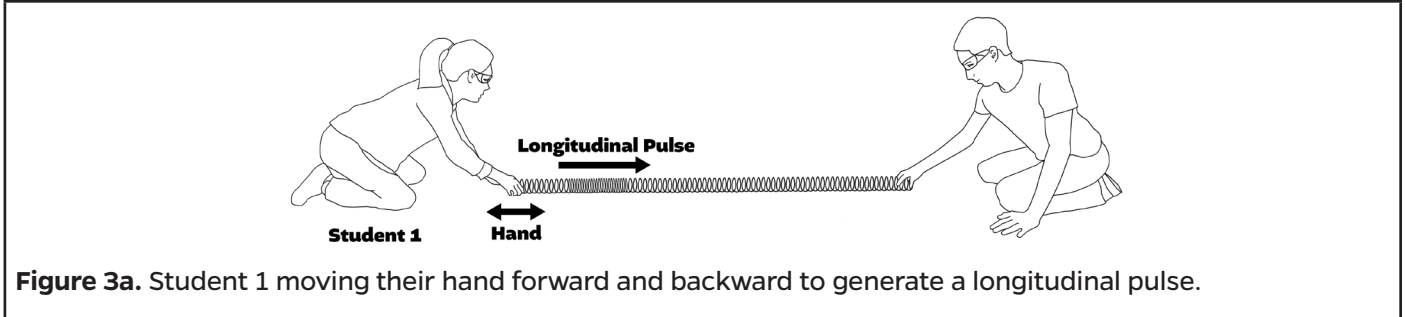 Longitudinal Pulse
Student 1
Hand
Figure 3a. Student 1 moving their hand forward and backward to generate a longitudinal pulse.